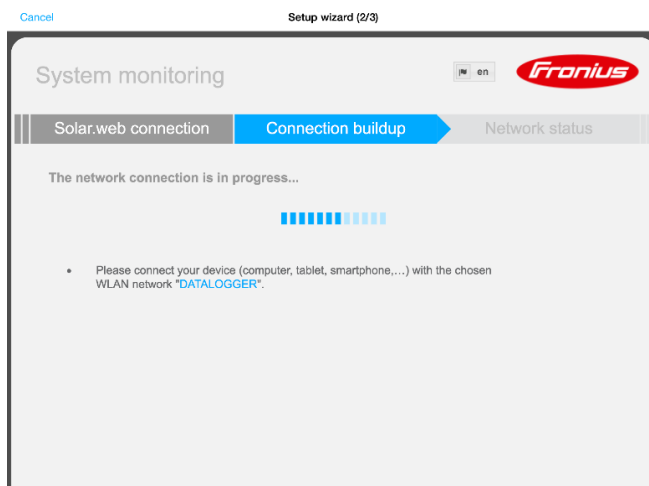 Cancel
Setup wizard (2/3)
System monitoring
en
Fronius
Solar.web connection
Connection buildup
Network status
The network connection is in progress...
• Please connect your device (computer, tablet, smartphone,...) with the chosen
WLAN network "DATALOGGER".